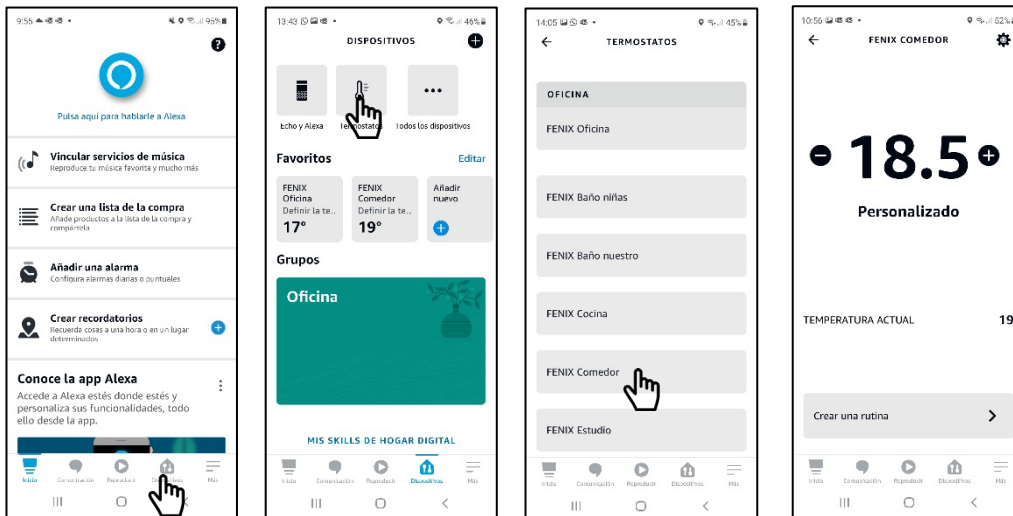 9:55
95%
Pulsa aquí para hablarle a Alexa
Vincular servicios de música
Reproduce tu música favorita y mucho más
Crear una lista de la compra
Añade productos a la lista de la compra y
compártela
Añadir una alarma
Configura alarmas diarias o puntuales
Crear recordatorios
Recuerda cosas a una hora o en un lugar
determinados
Conoce la app Alexa
Accede a Alexa estés donde estés y
personaliza sus funcionalidades, todo
ello desde la app.
Inicio
Comunicación
Reproducir
Más
13:43
46%
DISPOSITIVOS
Echo y Alexa
Termostatos
Todos los dispositivos
Favoritos
Editar
FENIX
Oficina
Definir la te...
17°
FENIX
Comedor
Definir la te...
19°
Añadir
nuevo
Grupos
Oficina
MIS SKILLS DE HOGAR DIGITAL
Inicio
Comunicación
Reproducir
Dispositivos
Más
14:05
45%
TERMOSTATOS
OFICINA
FENIX Oficina
FENIX Baño niñas
FENIX Baño nuestro
FENIX Cocina
FENIX Comedor
FENIX Estudio
Inicio
Comunicación
Reproducir
Dispositivos
Más
10:56
52%
FENIX COMEDOR
18.5
Personalizado
TEMPERATURA ACTUAL
19
Crear una rutina
Inicio
Comunicación
Reproducir
Dispositivos
Más